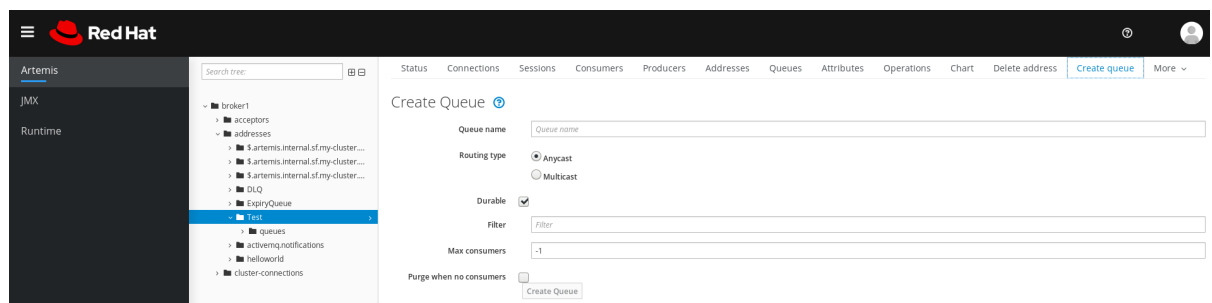 Red Hat
Artemis
JMX
Runtime
Search tree:
broker1
acceptors
addresses
$.artemis.internal.sf.my-cluster....
$.artemis.internal.sf.my-cluster....
$.artemis.internal.sf.my-cluster....
DLQ
ExpiryQueue
Test
queues
activemq.notifications
helloworld
cluster-connections
Status Connections Sessions Consumers Producers Addresses Queues Attributes Operations Chart Delete address Create queue More
Create Queue
Queue name Queue name
Routing type Anycast
Multicast
Durable
Filter Filter
Max consumers -1
Purge when no consumers
Create Queue